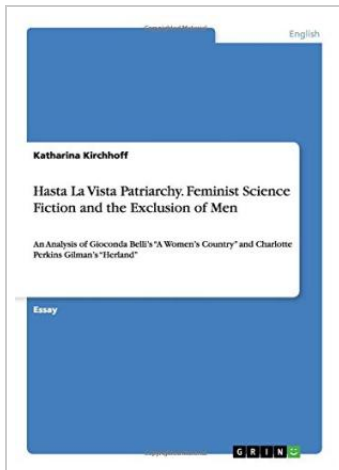 English
Katharina Kirchhoff
Hasta La Vista Patriarchy. Feminist Science
Fiction and the Exclusion of Men
An Analysis of Gioconda Belli's "A Women's Country" and Charlotte
Perkins Gilman's "Herland"
Essay
GRIN